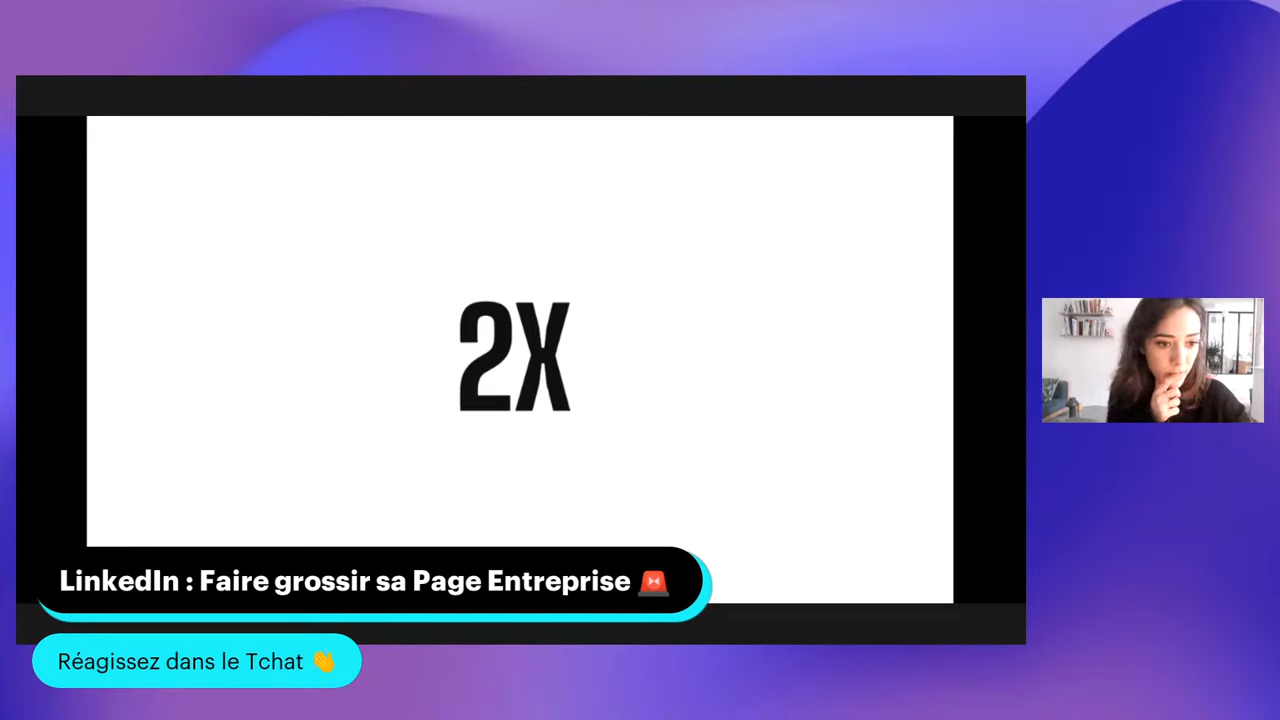 2X
LinkedIn : Faire grossir sa Page Entreprise 🚨
Réagissez dans le Tchat 👏